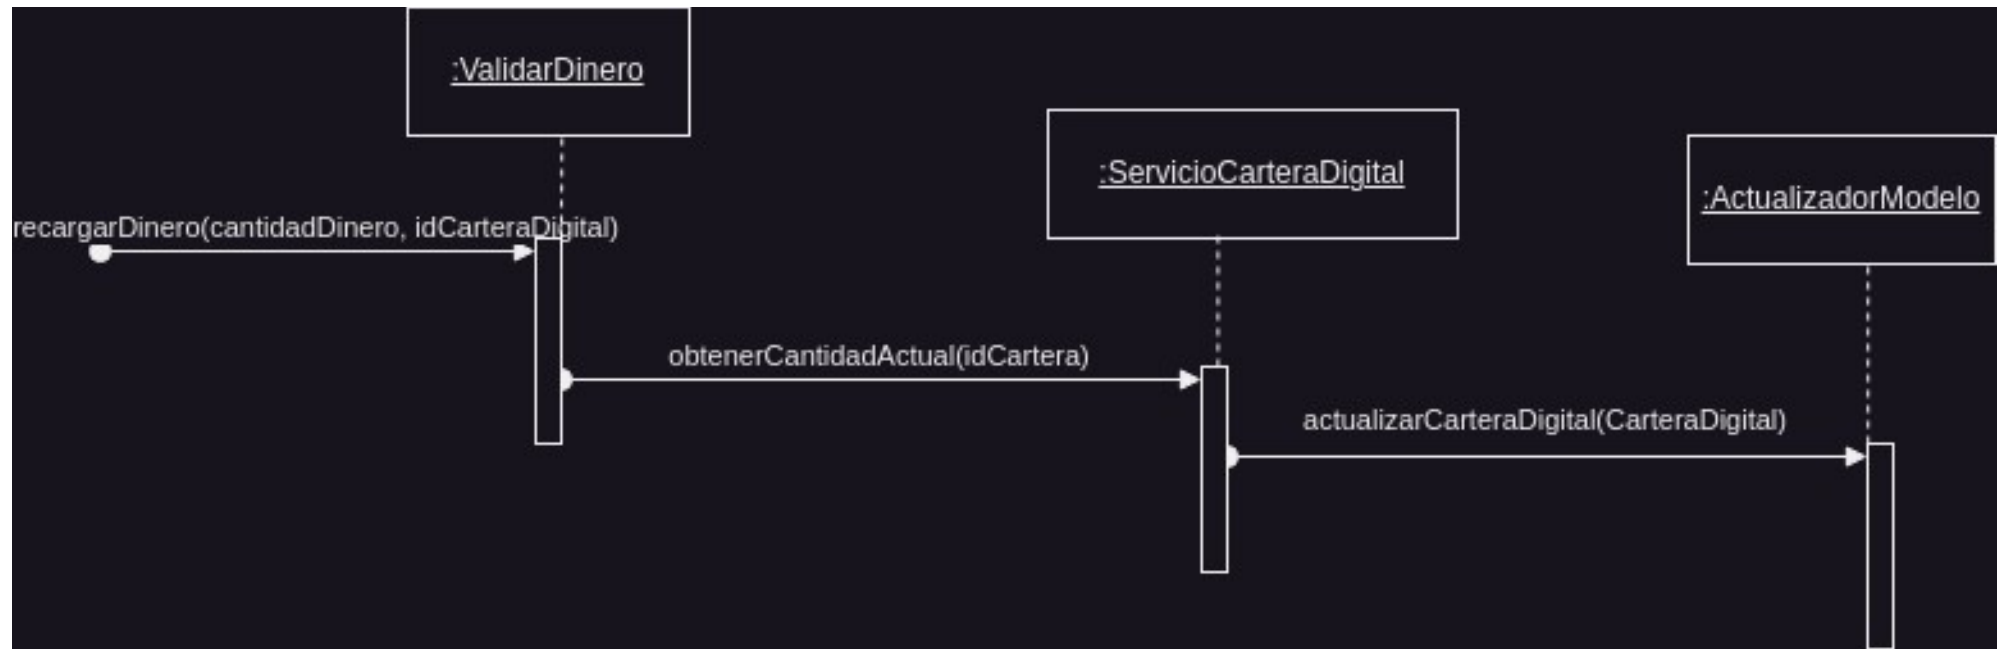 :ValidarDinero
:ServicioCarteraDigital
:ActualizadorModelo
recargarDinero(cantidadDinero, idCarteraDigital)
obtenerCantidadActual(idCartera)
actualizarCarteraDigital(CarteraDigital)